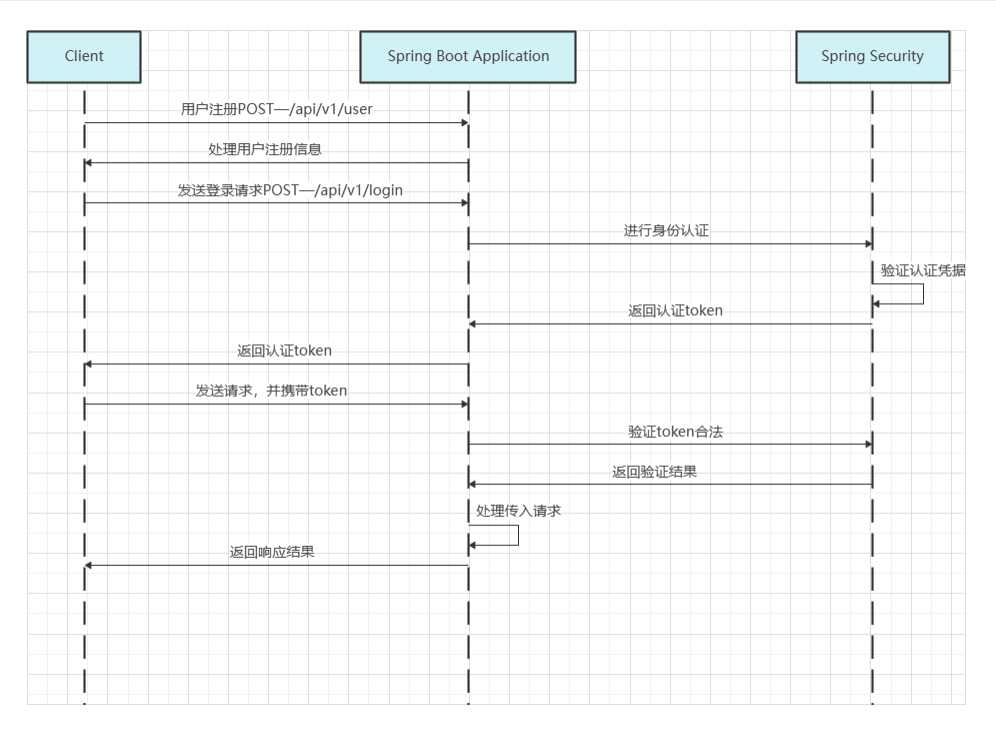 Client
Spring Boot Application
Spring Security
用户注册POST—/api/v1/user
处理用户注册信息
发送登录请求POST—/api/v1/login
进行身份认证
验证认证凭据
返回认证token
返回认证token
发送请求，并携带token
验证token合法
返回验证结果
处理传入请求
返回响应结果